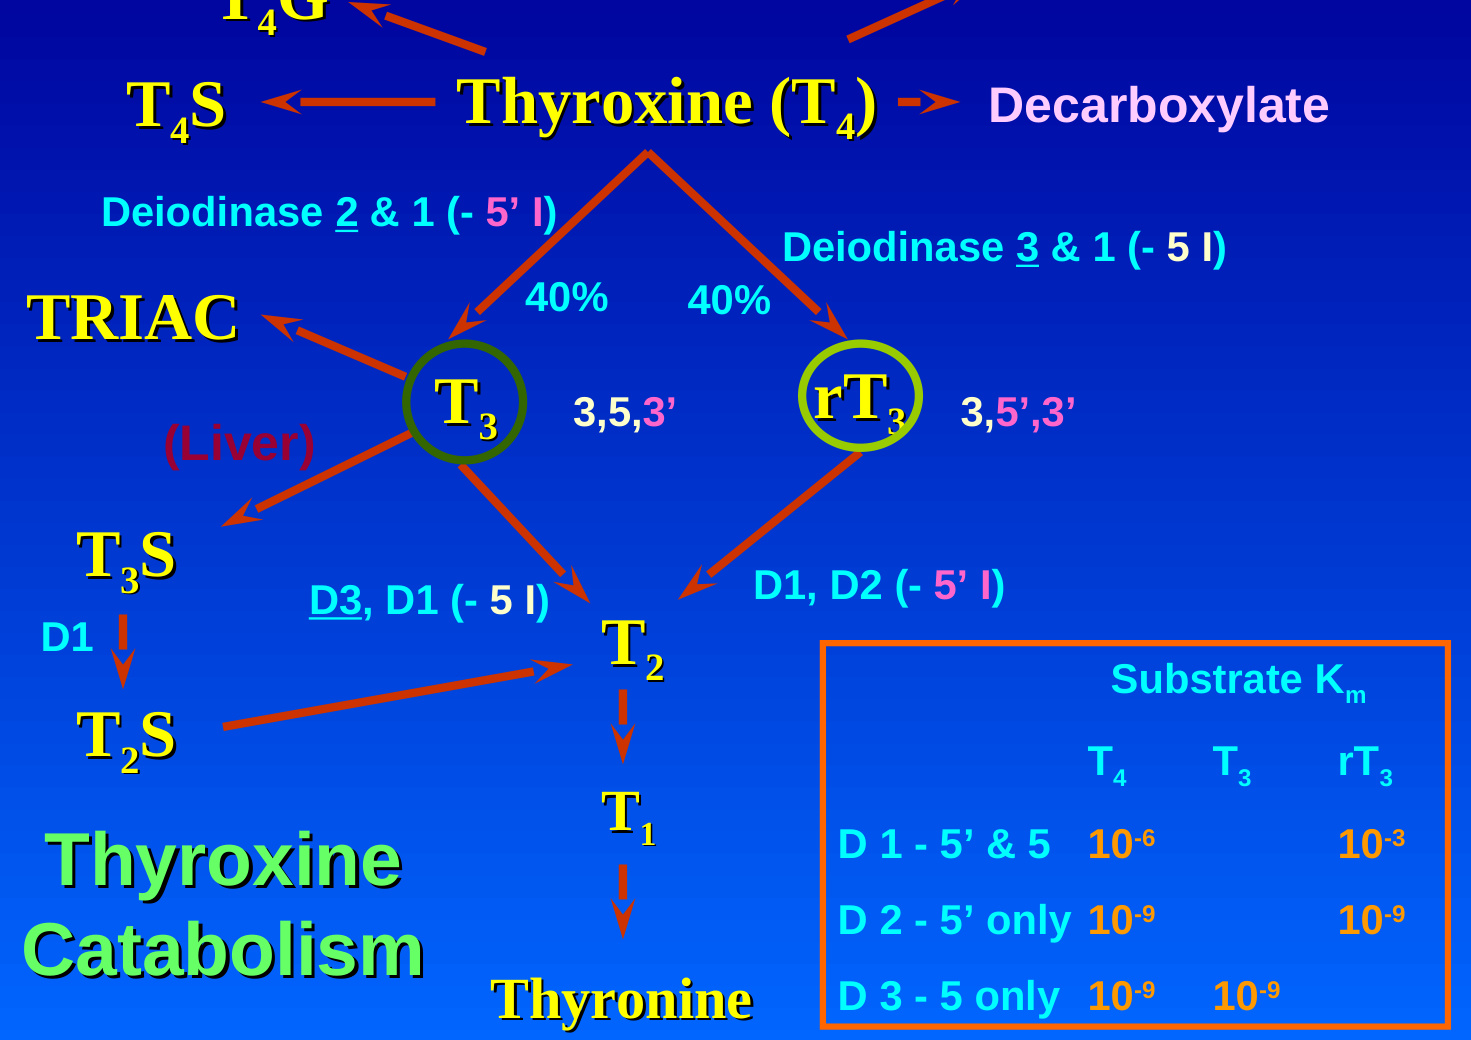 T₄G
T₄S
Thyroxine (T₄)
Decarboxylate
Deiodinase 2 & 1 (- 5’ I)
Deiodinase 3 & 1 (- 5 I)
40%
40%
TRIAC
T₃
3,5,3’
rT₃
3,5’,3’
(Liver)
T₃S
D3, D1 (- 5 I)
D1, D2 (- 5’ I)
D1
T₂
T₂S
T₁
Thyronine
Thyroxine
Catabolism
Substrate Kₘ
T₄ T₃ rT₃
D 1 - 5’ & 5 10⁻⁶ 10⁻³
D 2 - 5’ only 10⁻⁹ 10⁻⁹
D 3 - 5 only 10⁻⁹ 10⁻⁹